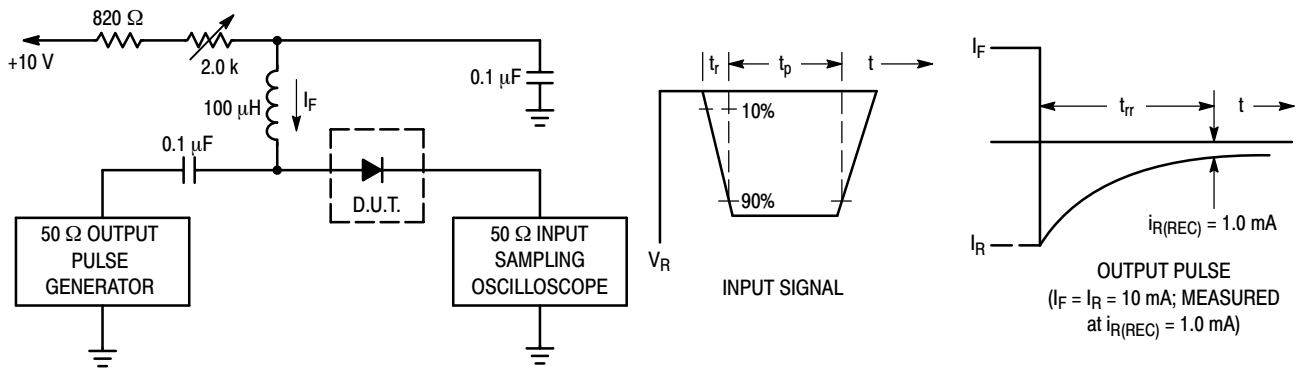 820 Ω
+10 V
2.0 k
100 μH
I_F
0.1 μF
0.1 μF
D.U.T.
50 Ω OUTPUT
PULSE
GENERATOR
50 Ω INPUT
SAMPLING
OSCILLOSCOPE
t_r
t_p
t
10%
90%
V_R
INPUT SIGNAL
I_F
t_rr
t
I_R
i_R(REC) = 1.0 mA
OUTPUT PULSE
(I_F = I_R = 10 mA; MEASURED
at i_R(REC) = 1.0 mA)